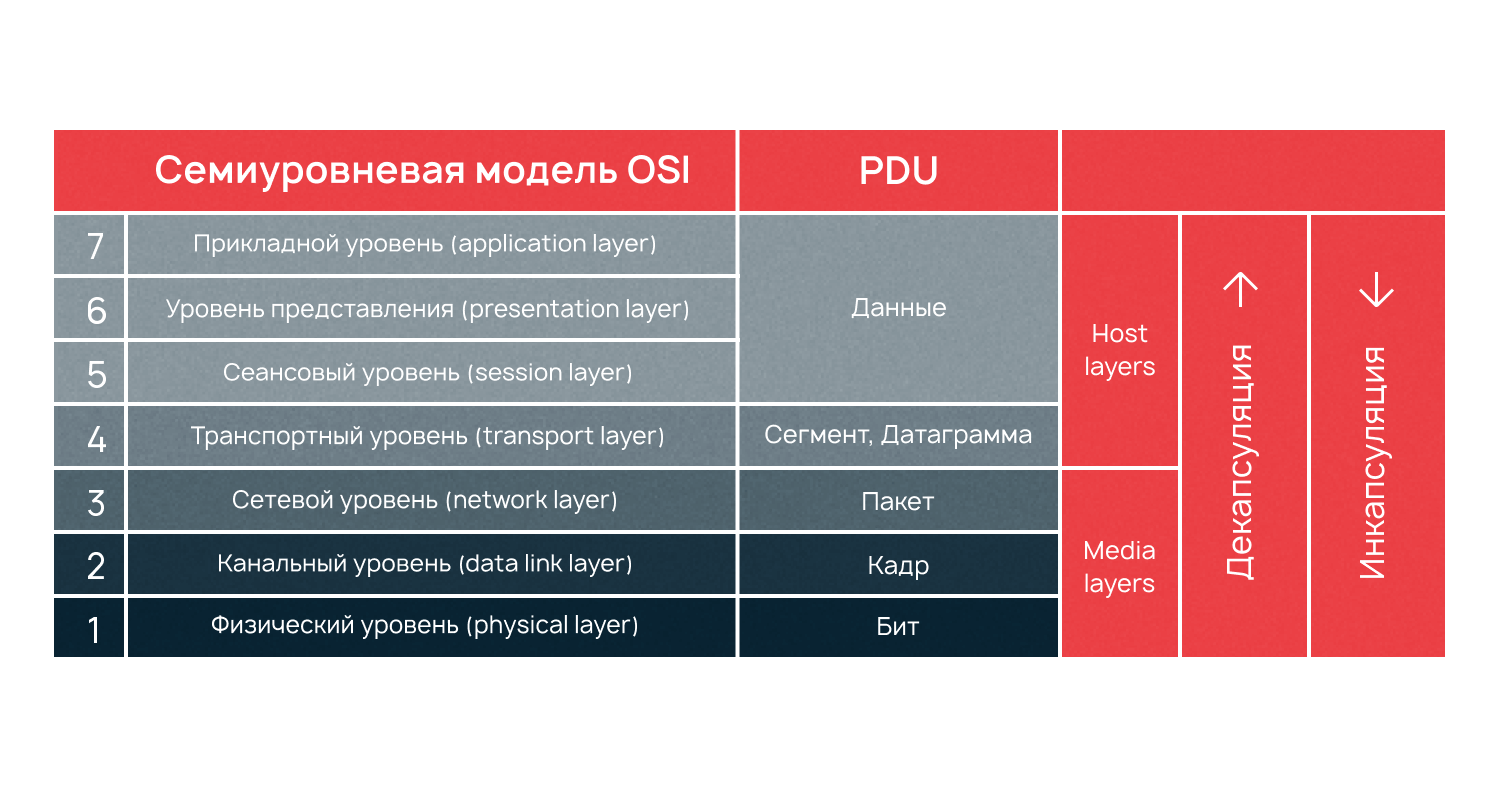 Семиуровневая модель OSI
PDU
7
Прикладной уровень (application layer)
6
Уровень представления (presentation layer)
5
Сеансовый уровень (session layer)
Данные
4
Транспортный уровень (transport layer)
Сегмент, Датаграмма
3
Сетевой уровень (network layer)
Пакет
2
Канальный уровень (data link layer)
Кадр
1
Физический уровень (physical layer)
Бит
Host
layers
Media
layers
Декапсуляция →
Инкапсуляция ←